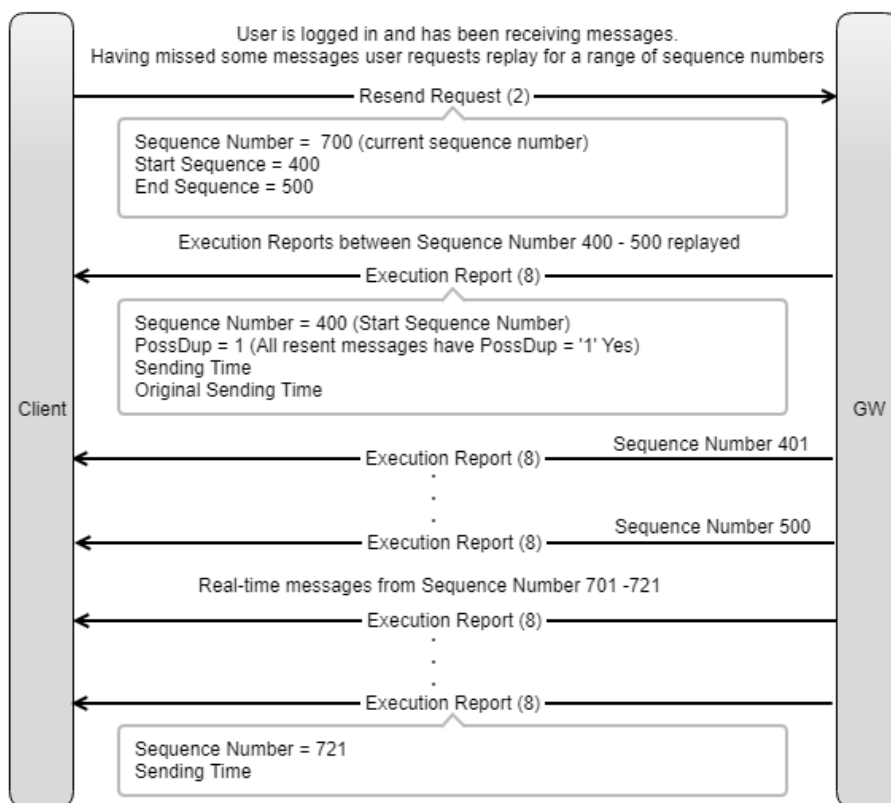 User is logged in and has been receiving messages.
Having missed some messages user requests replay for a range of sequence numbers
Resend Request (2)
Sequence Number =  700 (current sequence number)
Start Sequence = 400
End Sequence = 500
Execution Reports between Sequence Number 400 - 500 replayed
Execution Report (8)
Sequence Number = 400 (Start Sequence Number)
PossDup = 1 (All resent messages have PossDup = '1' Yes)
Sending Time
Original Sending Time
Client
GW
Sequence Number 401
Execution Report (8)
.
.
.
Sequence Number 500
Execution Report (8)
Real-time messages from Sequence Number 701 -721
Execution Report (8)
.
.
.
Execution Report (8)
Sequence Number = 721
Sending Time